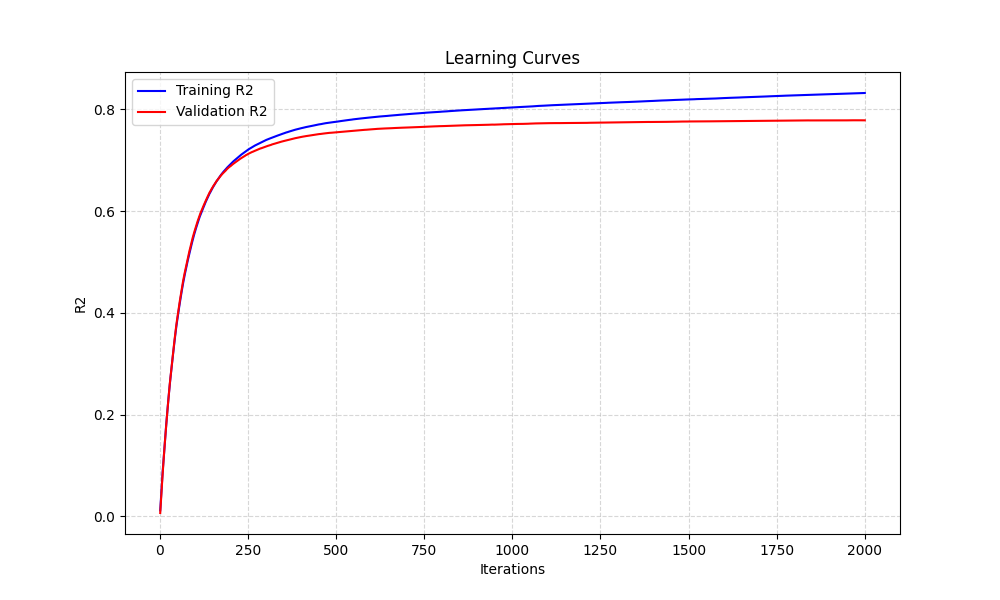 Learning Curves
Training R2
Validation R2
0.8
0.6
0.4
0.2
0.0
R2
0 250 500 750 1000 1250 1500 1750 2000
Iterations